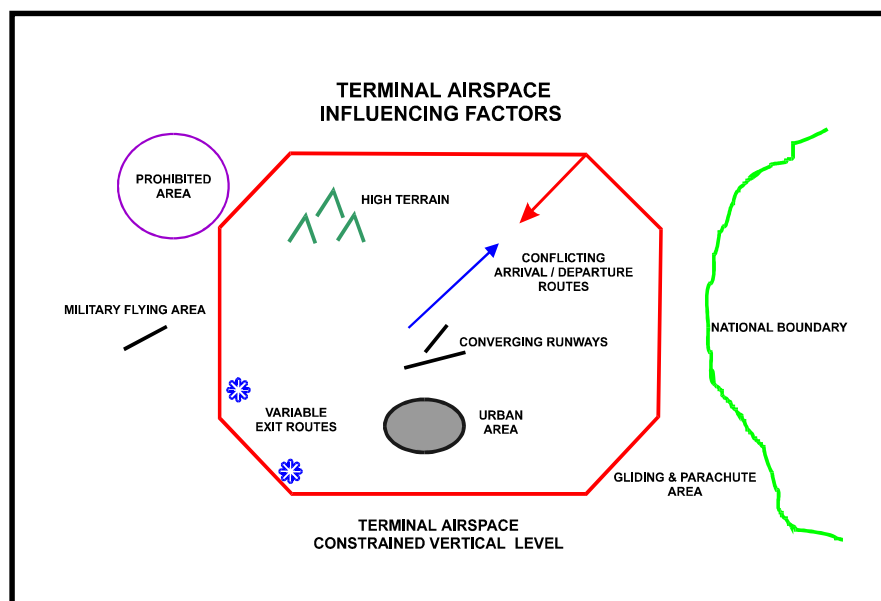 TERMINAL AIRSPACE
INFLUENCING FACTORS
PROHIBITED
AREA
HIGH TERRAIN
CONFLICTING
ARRIVAL / DEPARTURE
ROUTES
MILITARY FLYING AREA
NATIONAL BOUNDARY
CONVERGING RUNWAYS
VARIABLE
EXIT ROUTES
URBAN
AREA
GLIDING & PARACHUTE
AREA
TERMINAL AIRSPACE
CONSTRAINED VERTICAL LEVEL